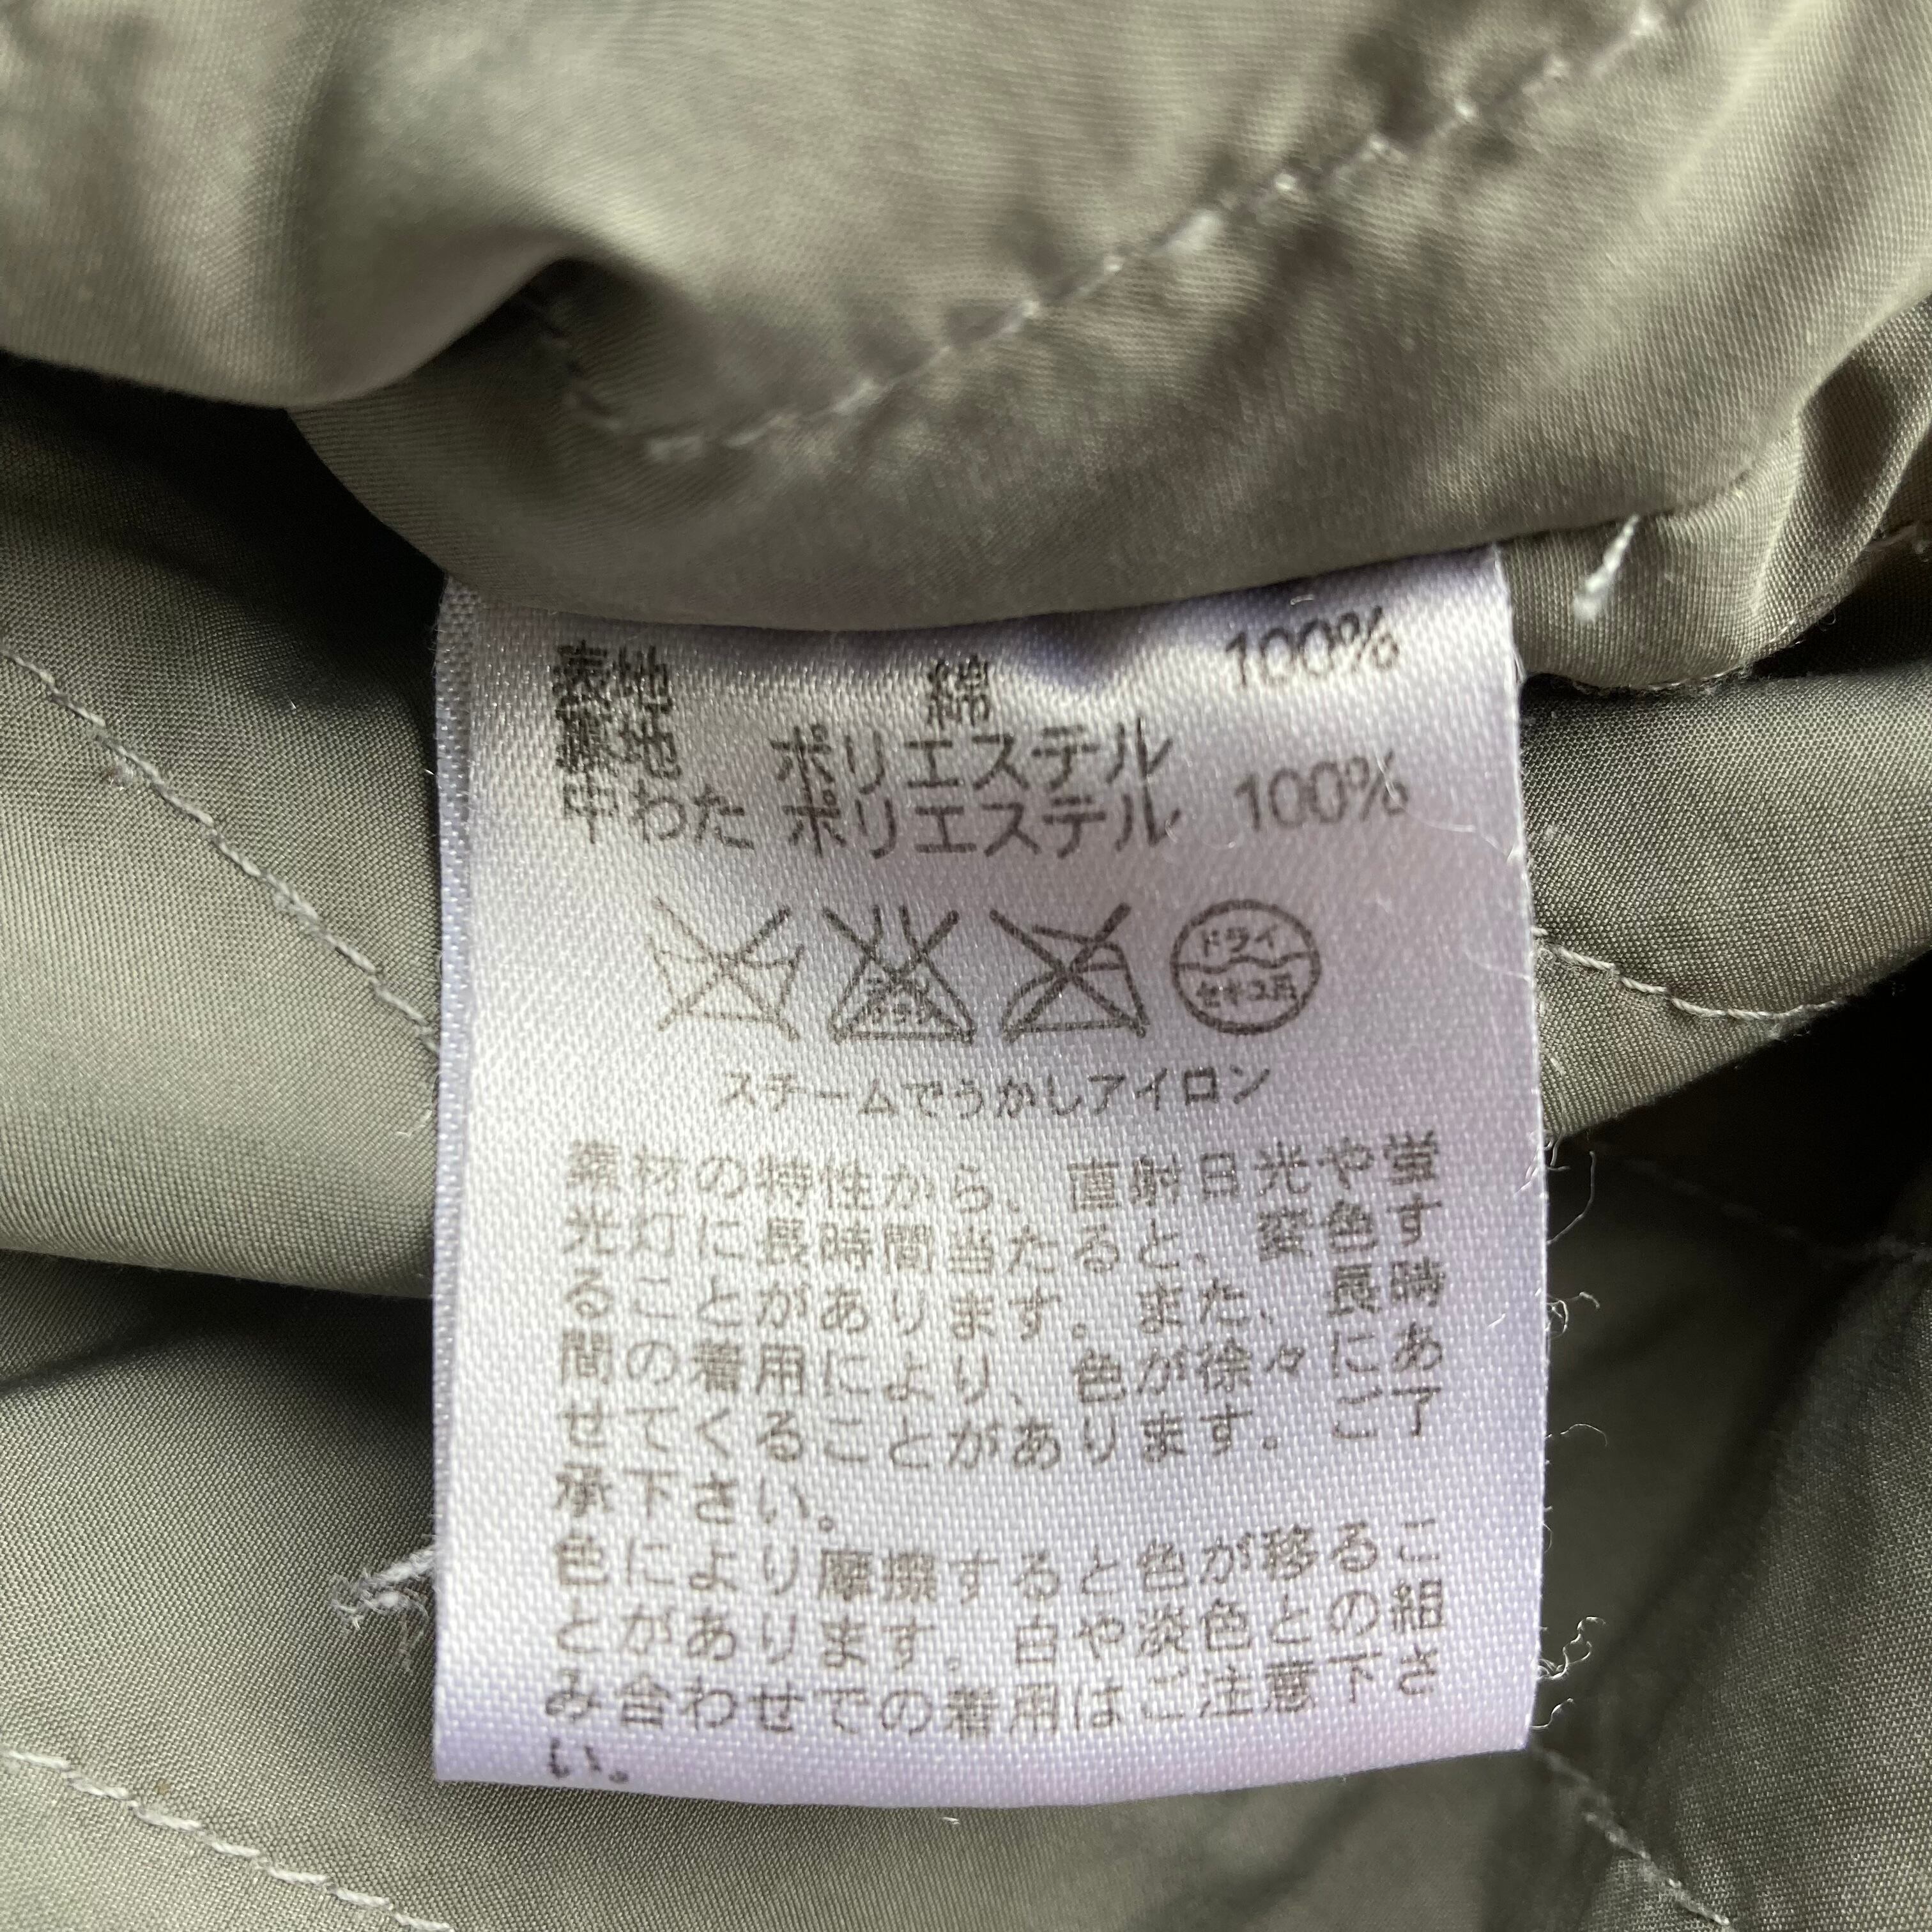 表地 綿 100%
裏地 ポリエステル
中わた ポリエステル 100%
ドライ
セキユ系
スチームでうかしアイロン
素材の特性から、直射日光や蛍
光灯に長時間当たると、変色す
ることがあります。また、長時
間の着用により、色が徐々にあ
せてくることがあります。ご了
承下さい。
色により摩擦すると色が移るこ
とがあります。白や淡色との組
み合わせでの着用はご注意下さ
い。